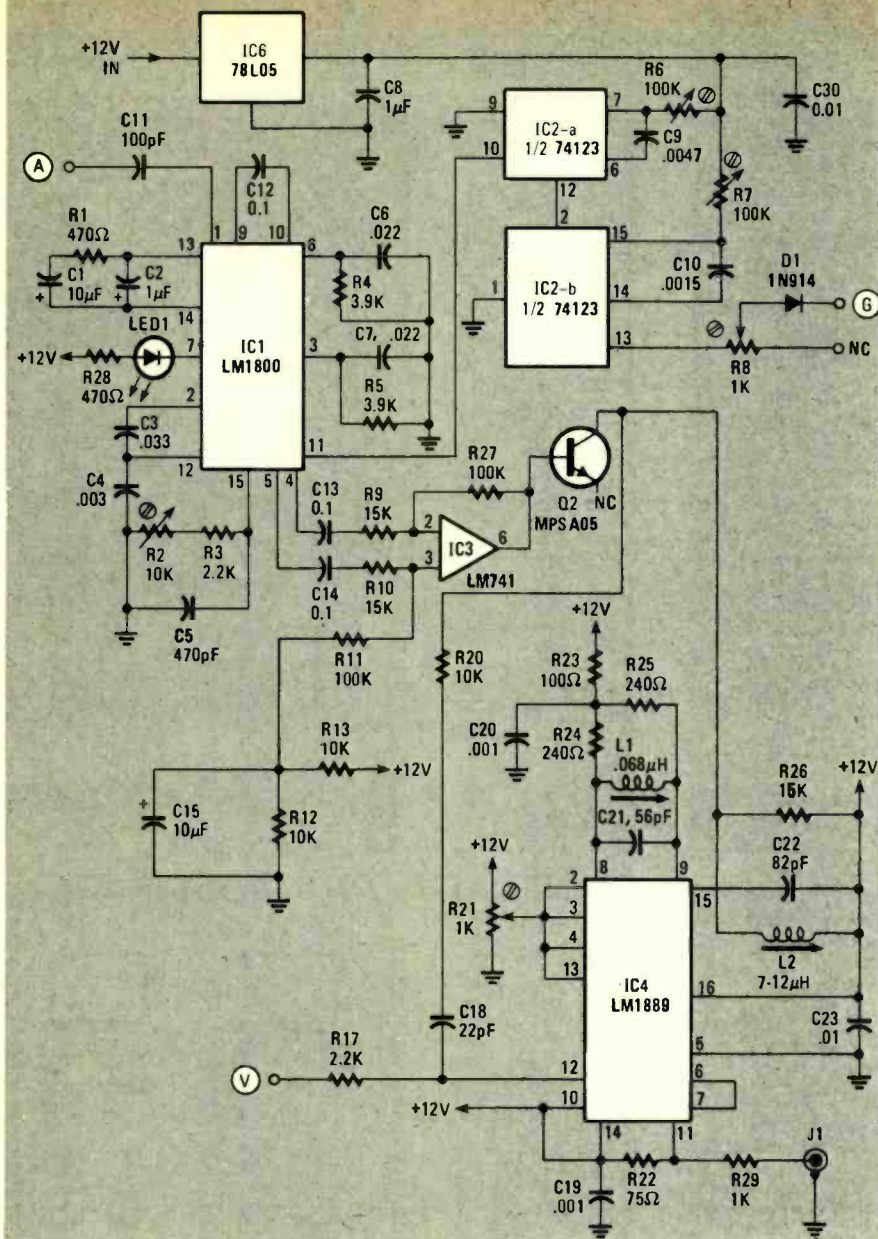 +12V
IN
IC6
78L05
C8
1µF
C11
100pF
A
C12
0.1
R1
470Ω
C1
10µF
+
C2
1µF
+
13
1
9
10
14
LED1
+12V
R28
470Ω
7
IC1
LM1800
6
C6
.022
R4
3.9K
3
C7, .022
R5
3.9K
2
C3
.033
12
C4
.003
15
5
4
11
R2
10K
R3
2.2K
C5
470pF
9
10
IC2-a
1/2 74123
7
6
12
R6
100K
C9
.0047
C30
0.01
R7
100K
2
15
1
IC2-b
1/2 74123
14
13
C10
.0015
D1
1N914
G
NC
R8
1K
C13
0.1
R9
15K
C14
0.1
R10
15K
2
3
IC3
6
LM741
R27
100K
Q2
NC
MPSA05
R11
100K
R13
10K
+12V
+
C15
10µF
R12
10K
R20
10K
+12V
R23
100Ω
R25
240Ω
C20
.001
R24
240Ω
L1
.068µH
C21, 56pF
+12V
R26
15K
C22
82pF
+12V
R21
1K
2
3
4
13
8
9
15
IC4
LM1889
L2
7-12µH
16
C23
.01
5
6
7
C18
22pF
R17
2.2K
V
12
+12V
10
14
11
C19
.001
R22
75Ω
R29
1K
J1